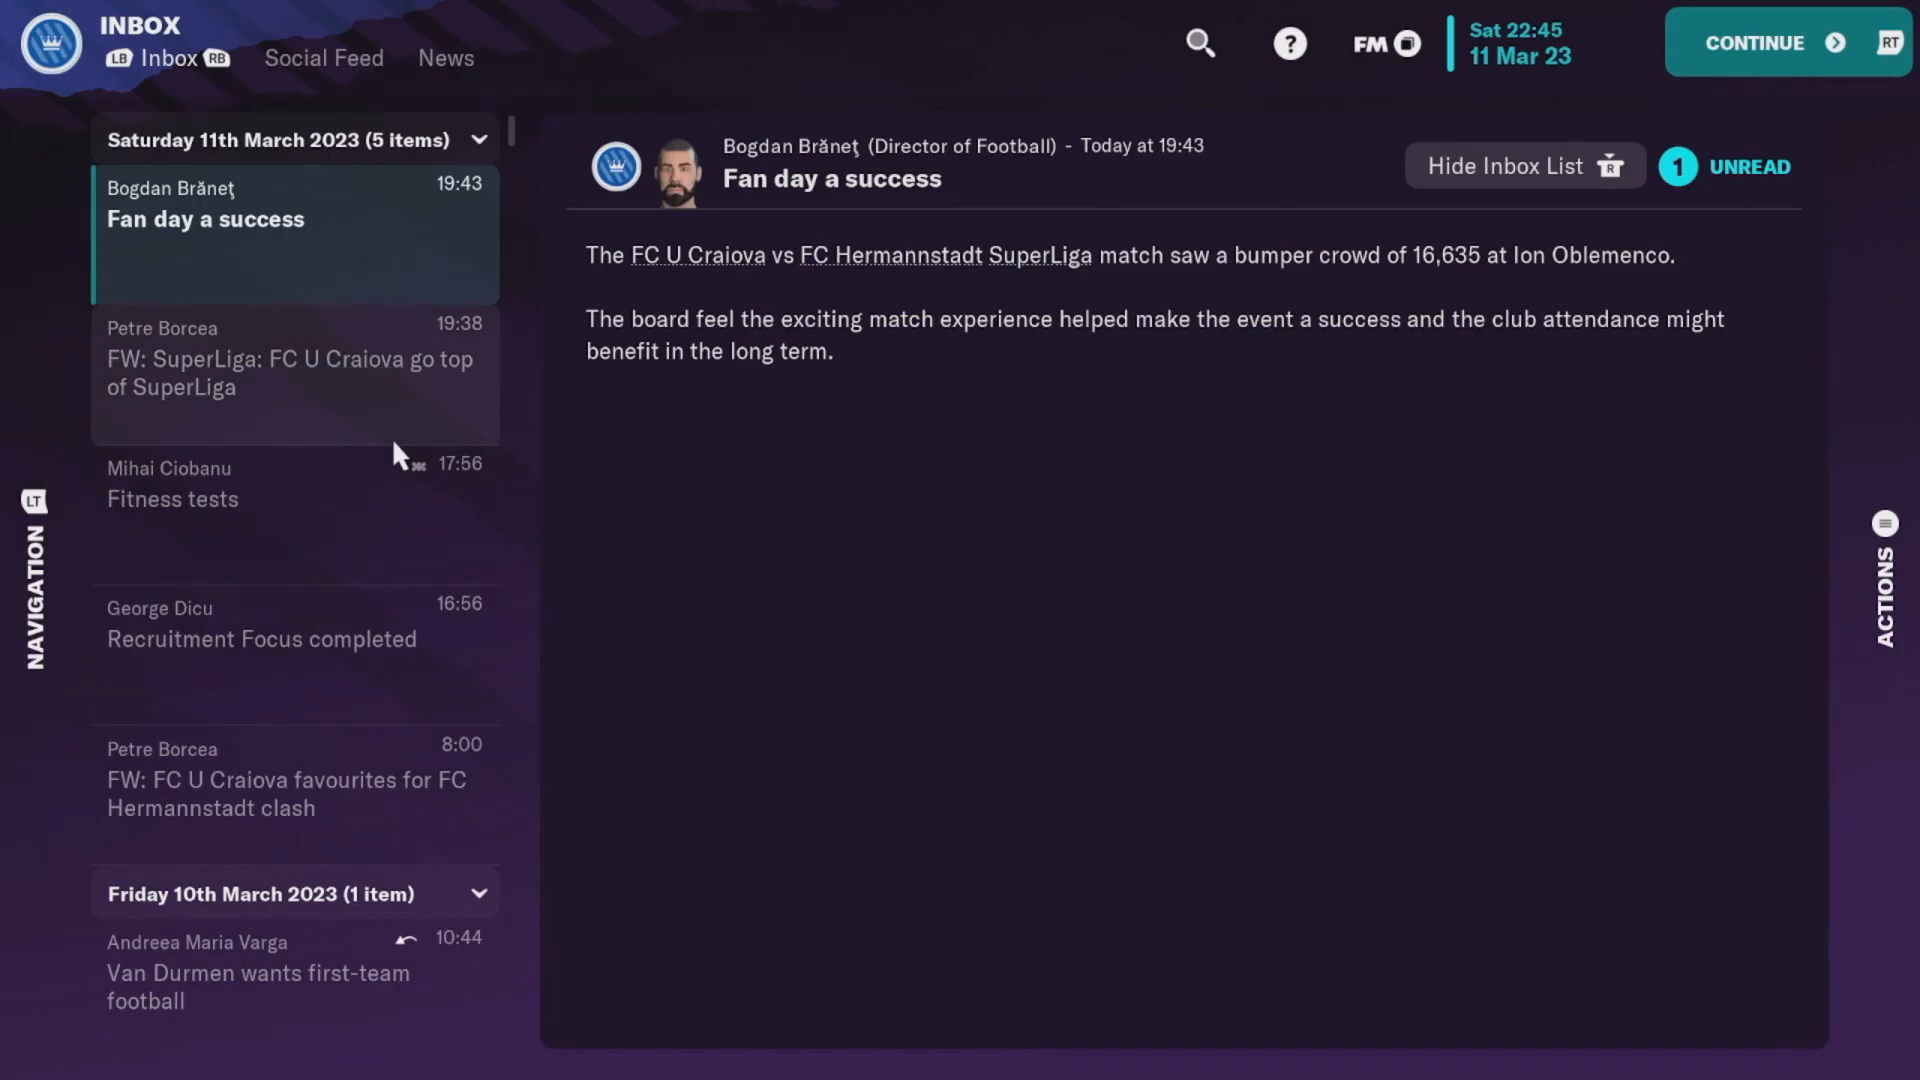 INBOX
LB Inbox RB Social Feed News
? FM Sat 22:45
11 Mar 23
CONTINUE RT
Saturday 11th March 2023 (5 items)
Bogdan Brăneţ 19:43
Fan day a success
Petre Borcea 19:38
FW: SuperLiga: FC U Craiova go top
of SuperLiga
Mihai Ciobanu 17:56
Fitness tests
George Dicu 16:56
Recruitment Focus completed
Petre Borcea 8:00
FW: FC U Craiova favourites for FC
Hermannstadt clash
Friday 10th March 2023 (1 item)
Andreea Maria Varga 10:44
Van Durmen wants first-team
football
Bogdan Brăneţ (Director of Football) - Today at 19:43
Fan day a success
Hide Inbox List R 1 UNREAD
The FC U Craiova vs FC Hermannstadt SuperLiga match saw a bumper crowd of 16,635 at Ion Oblemenco.
The board feel the exciting match experience helped make the event a success and the club attendance might
benefit in the long term.
LT
NAVIGATION
ACTIONS